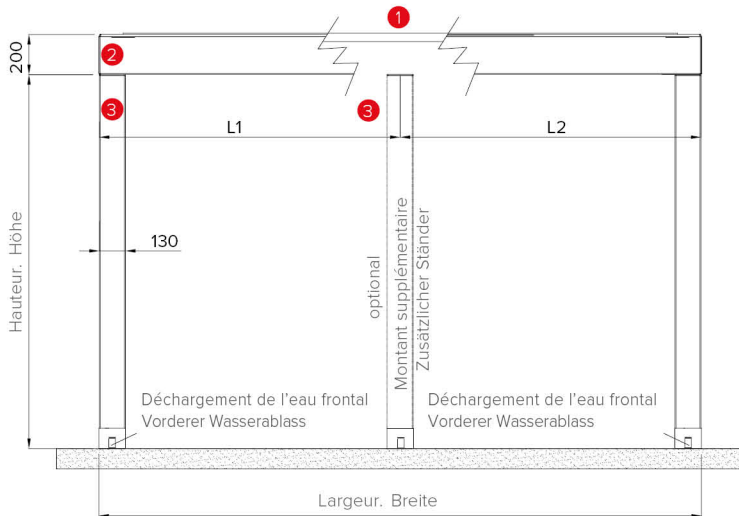 1
200
2
3
3
L1
L2
Hauteur. Höhe
130
optional
Montant supplémentaire
Zusätzlicher Ständer
Déchargement de l'eau frontal
Vorderer Wasserablass
Déchargement de l'eau frontal
Vorderer Wasserablass
Largeur. Breite